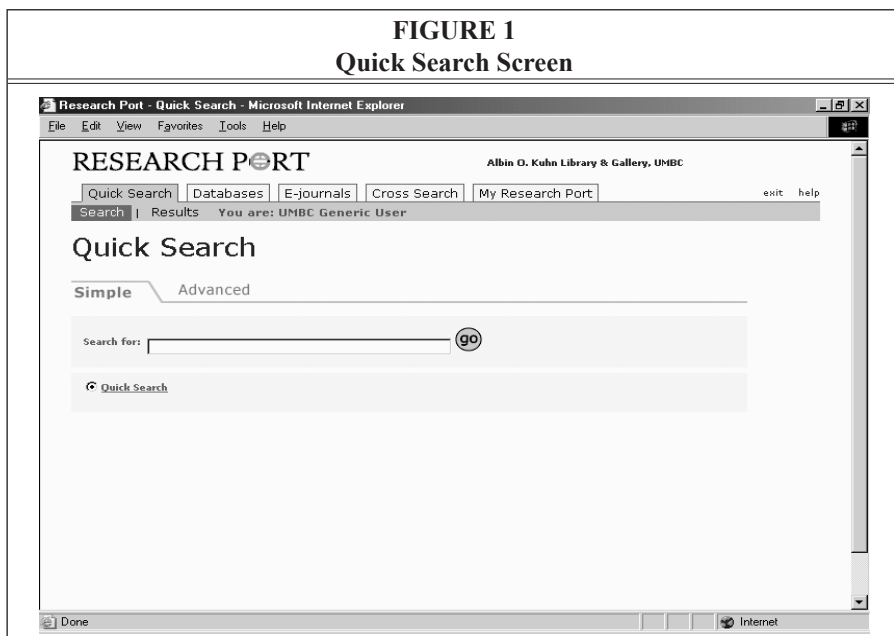 FIGURE 1
Quick Search Screen
Research Port - Quick Search - Microsoft Internet Explorer
File Edit View Favorites Tools Help
RESEARCH PORT Albin O. Kuhn Library & Gallery, UMBC
Quick Search Databases E-journals Cross Search My Research Port exit help
Search | Results You are: UMBC Generic User
Quick Search
Simple Advanced
Search for: go
Quick Search
Done Internet